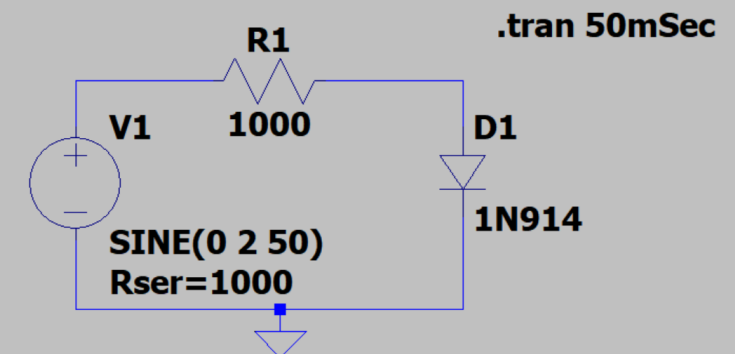 .tran 50mSec
R1
1000
V1
D1
1N914
SINE(0 2 50)
Rser=1000